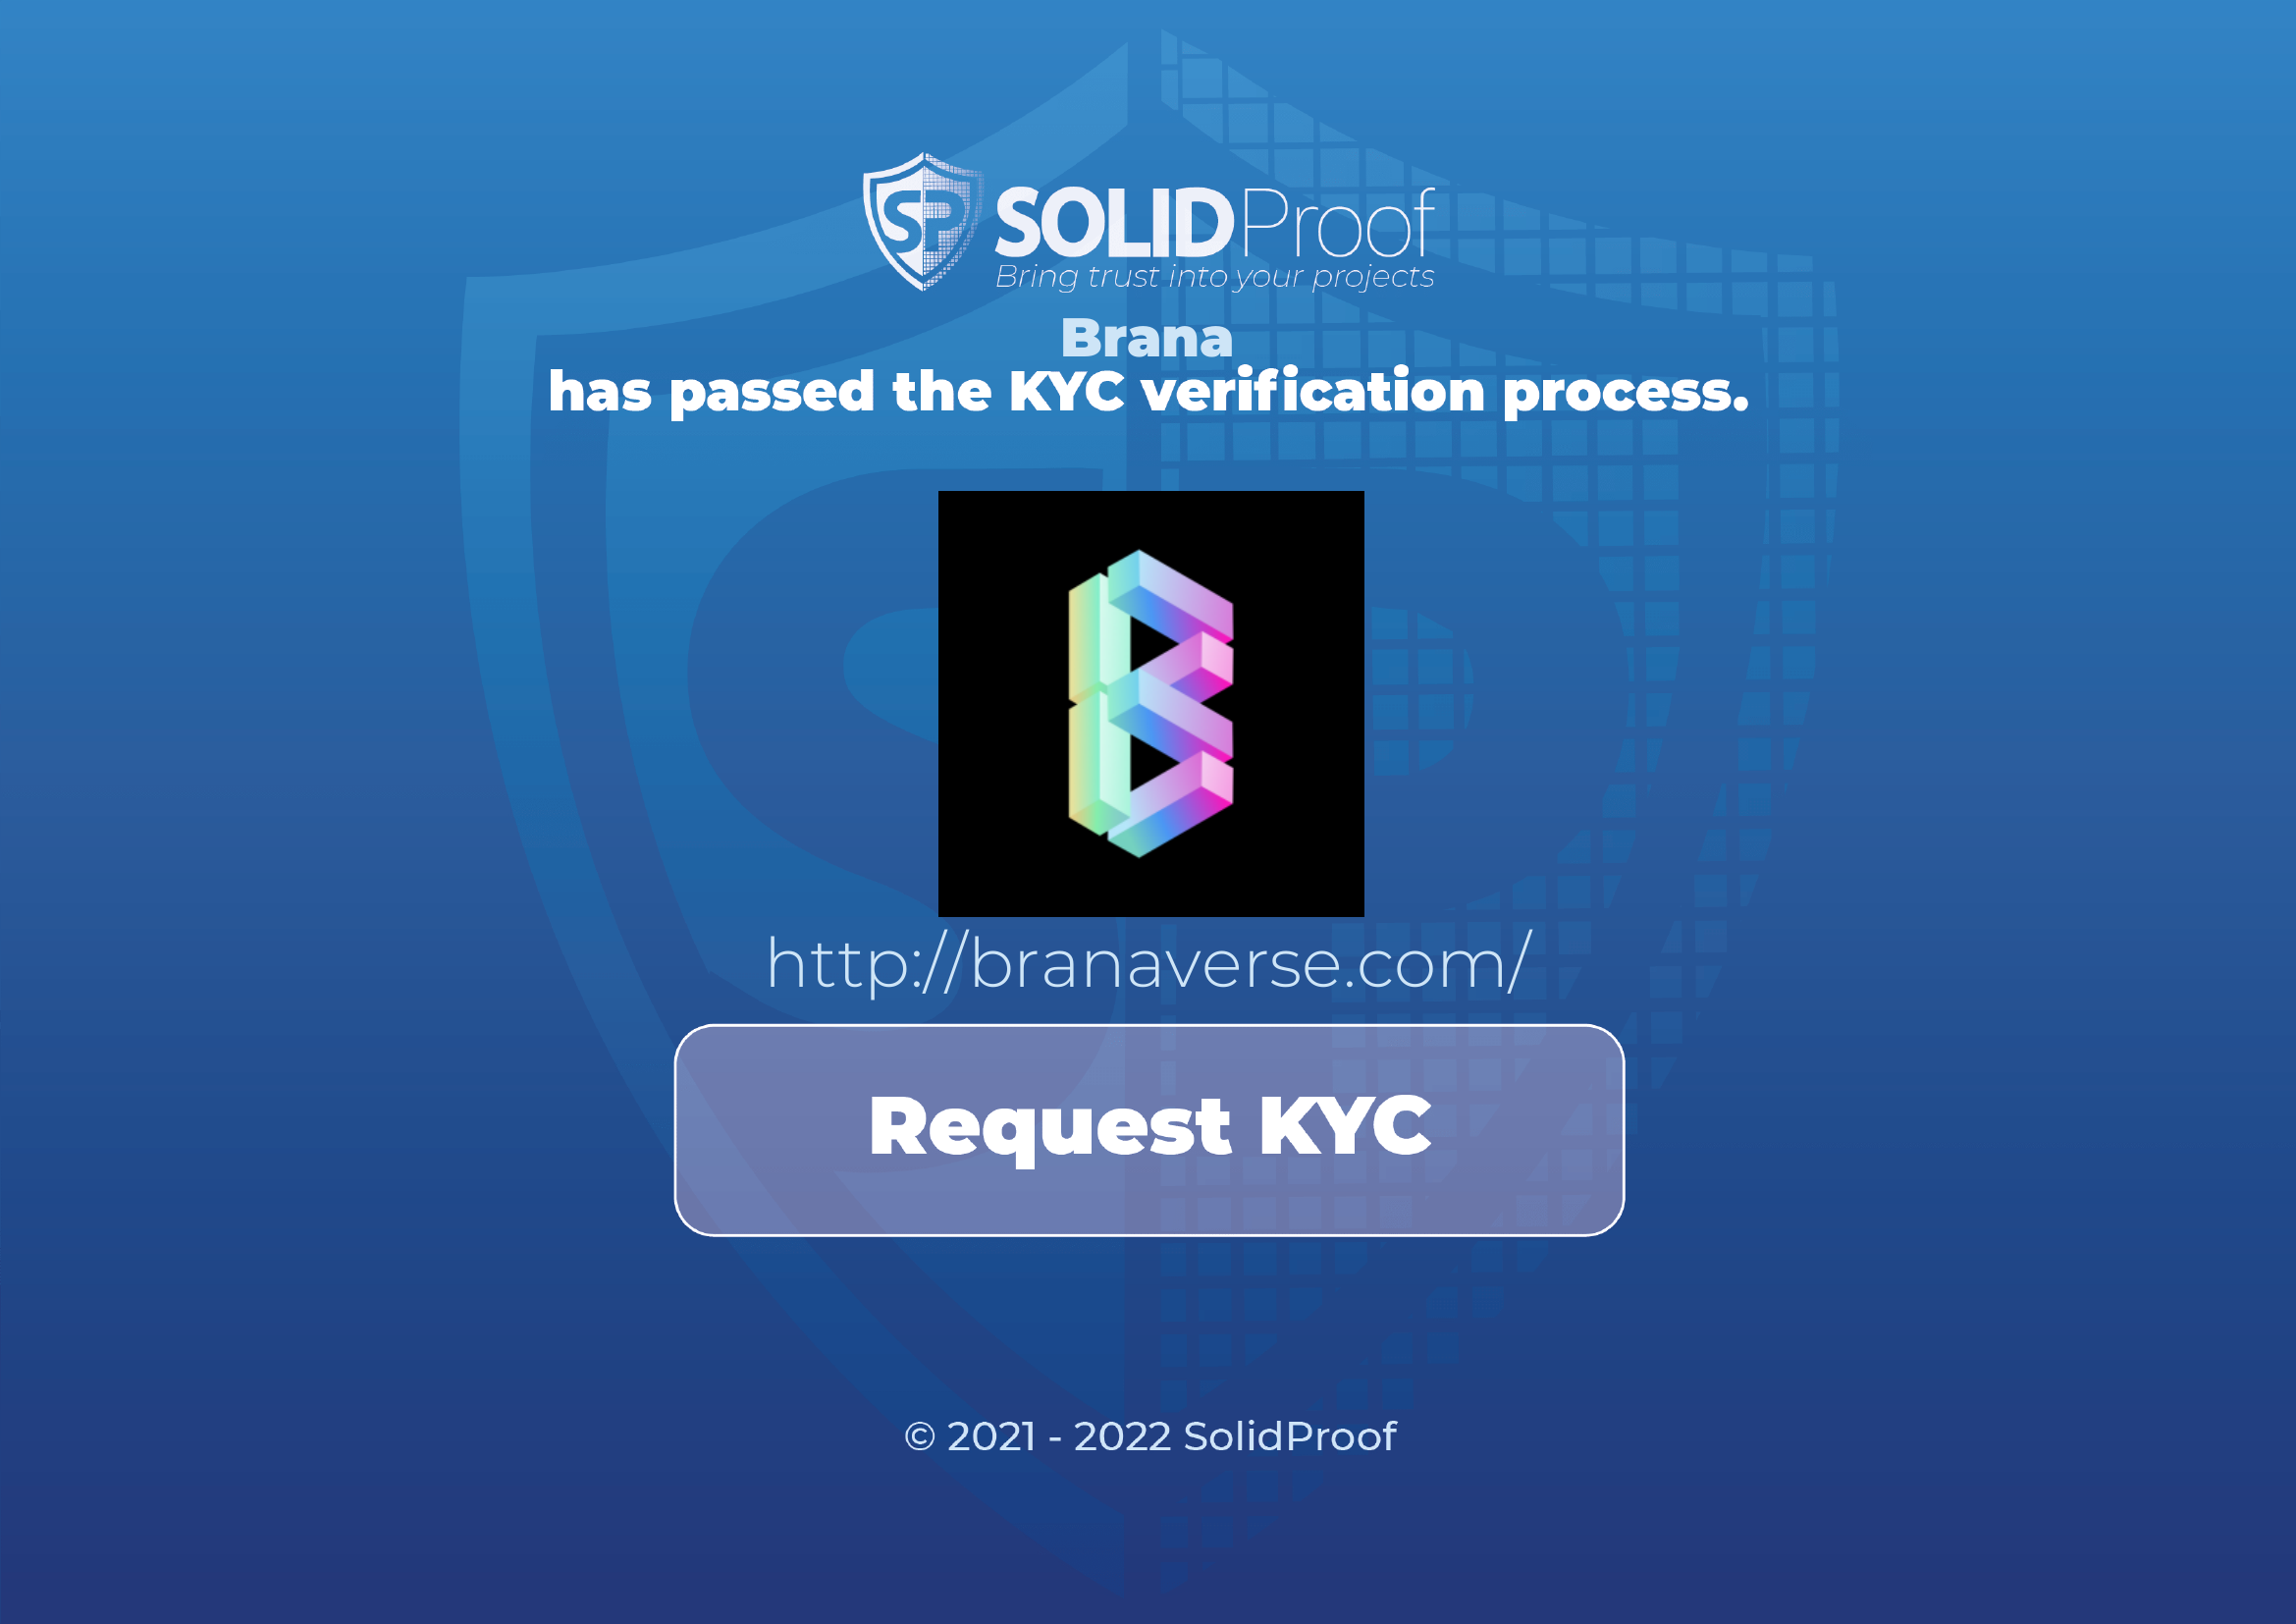 SP
SOLIDProof
Bring trust into your projects
Brana
has passed the KYC verification process.
http://branaverse.com/
Request KYC
© 2021 - 2022 SolidProof